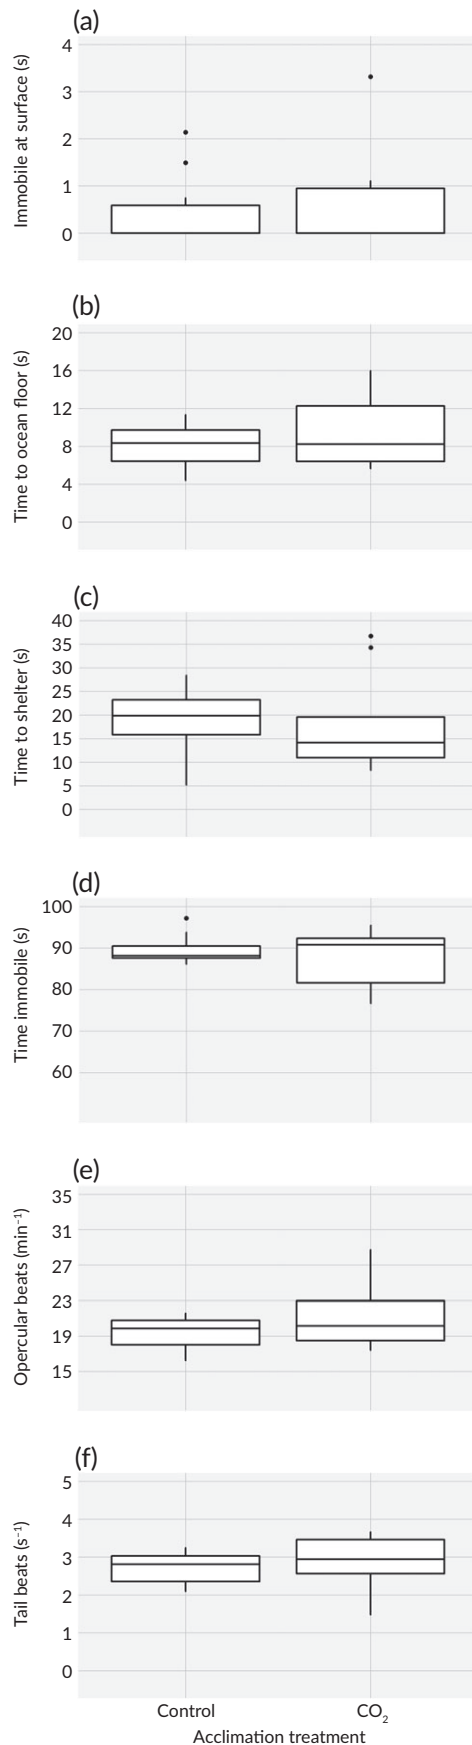 (a)
Immobile at surface (s)
4
3
2
1
0
(b)
Time to ocean floor (s)
20
16
12
8
4
0
(c)
Time to shelter (s)
40
35
30
25
20
15
10
5
0
(d)
Time immobile (s)
100
90
80
70
60
(e)
Opercular beats (min⁻¹)
35
31
27
23
19
15
(f)
Tail beats (s⁻¹)
5
4
3
2
1
0
Control CO₂
Acclimation treatment